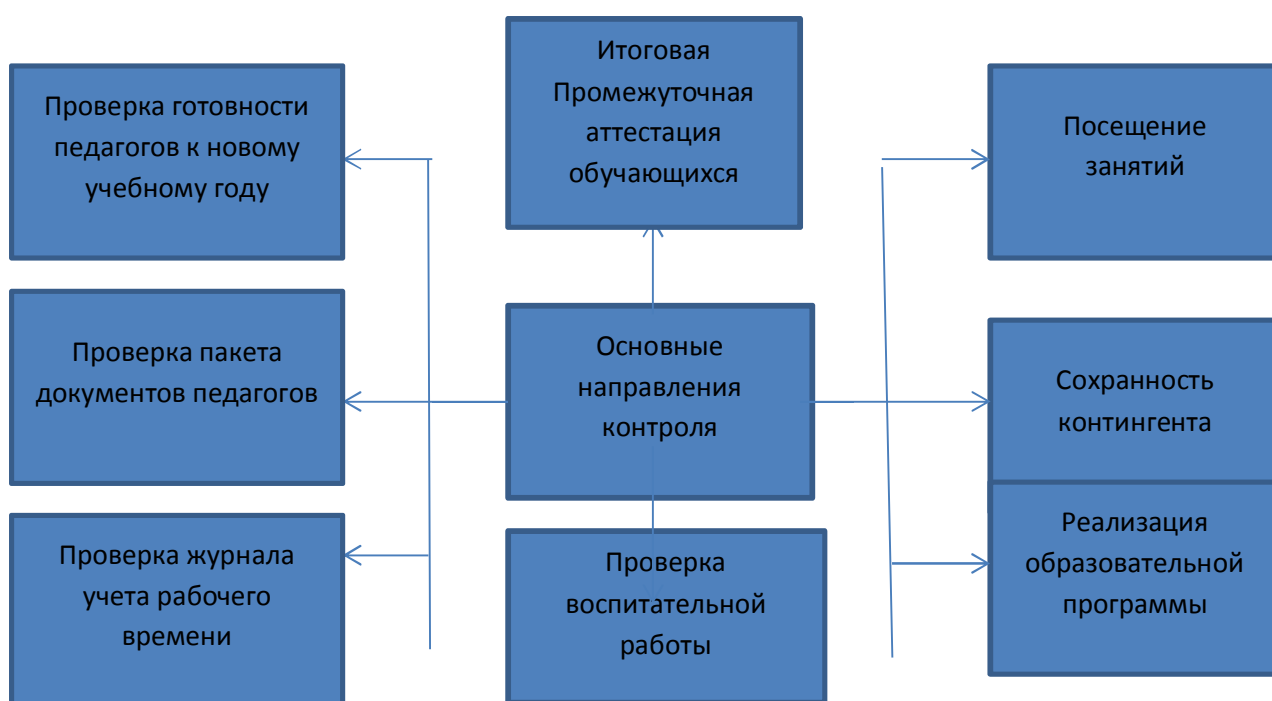 Проверка готовности
педагогов к новому
учебному году
Проверка пакета
документов педагогов
Проверка журнала
учета рабочего
времени
Итоговая
Промежуточная
аттестация
обучающихся
Основные
направления
контроля
Проверка
воспитательной
работы
Посещение
занятий
Сохранность
контингента
Реализация
образовательной
программы